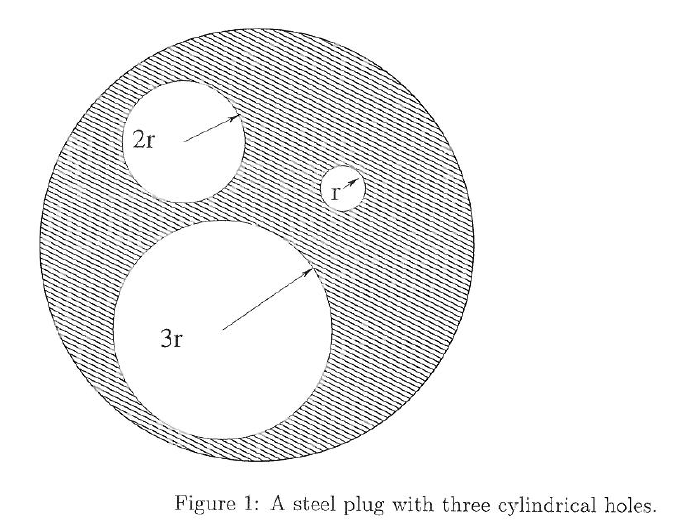 2r
r
3r
Figure 1: A steel plug with three cylindrical holes.